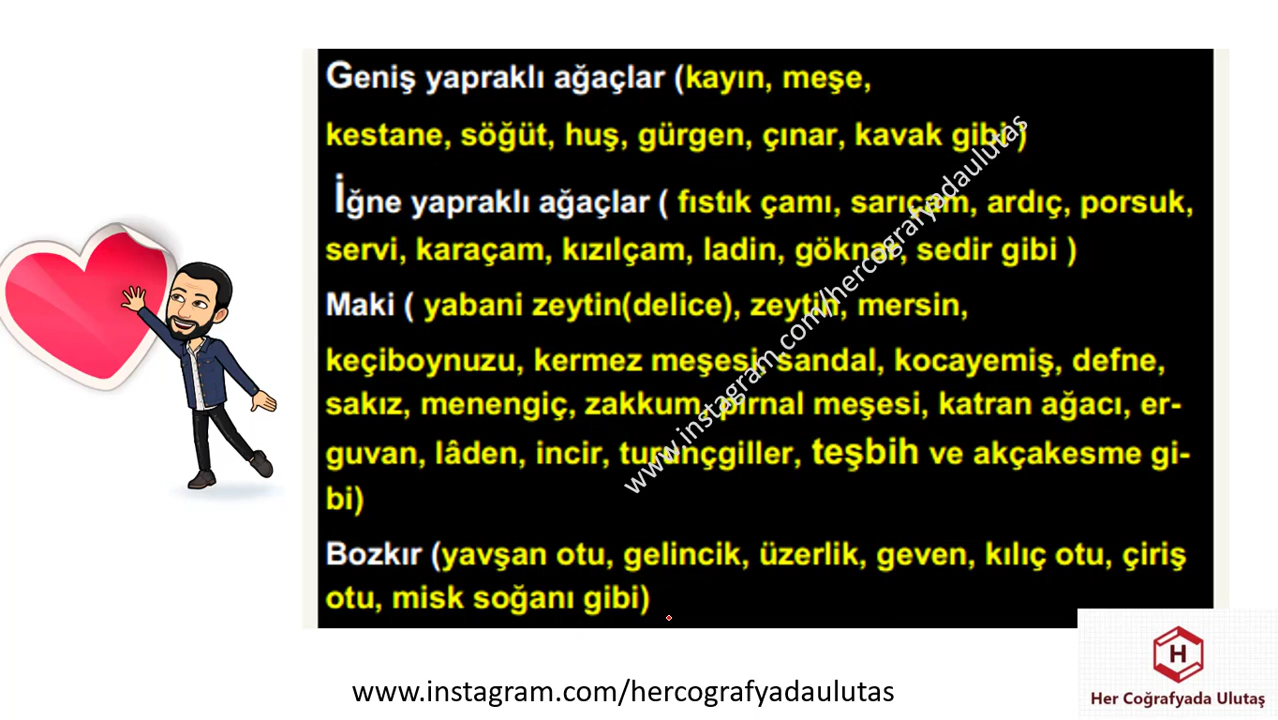 Geniş yapraklı ağaçlar (kayın, meşe,
kestane, söğüt, huş, gürgen, çınar, kavak gibi )
İğne yapraklı ağaçlar ( fıstık çamı, sarıçam, ardıç, porsuk,
servi, karaçam, kızılçam, ladin, göknar, sedir gibi )
Maki ( yabani zeytin(delice), zeytin, mersin,
keçiboynuzu, kermez meşesi, sandal, kocayemiş, defne,
sakız, menengiç, zakkum, pırnal meşesi, katran ağacı, er-
guvan, lâden, incir, turunçgiller, teşbih ve akçakesme gi-
bi)
Bozkır (yavşan otu, gelincik, üzerlik, geven, kılıç otu, çiriş
otu, misk soğanı gibi)
www.instagram.com/hercografyadaulutas
www.instagram.com/hercografyadaulutas
H
Her Coğrafyada Ulutaş